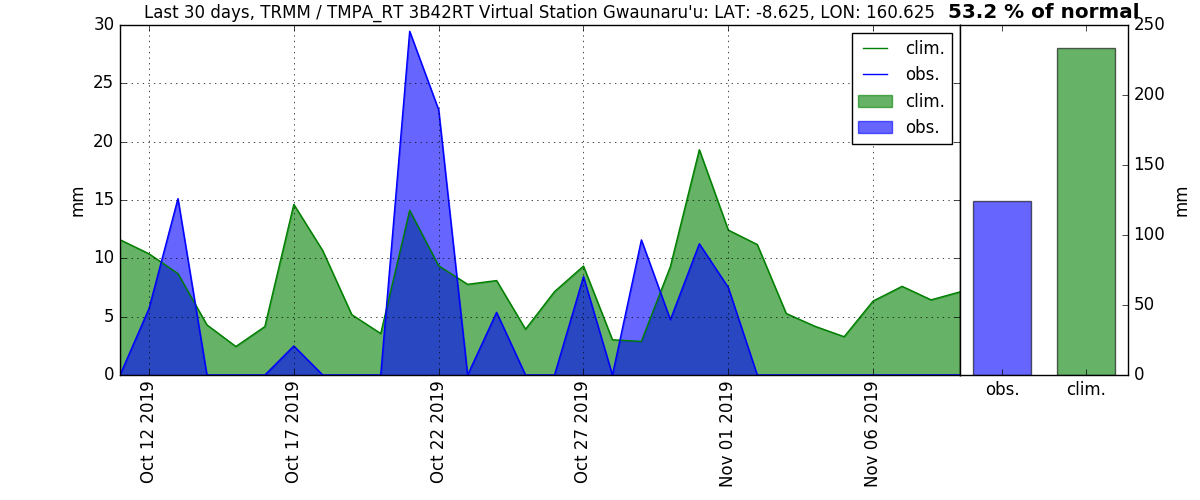 Last 30 days, TRMM / TMPA_RT 3B42RT Virtual Station Gwaunaru'u: LAT: -8.625, LON: 160.625
53.2 % of normal
30
25
20
15
10
5
0
mm
clim.
obs.
clim.
obs.
Oct 12 2019
Oct 17 2019
Oct 22 2019
Oct 27 2019
Nov 01 2019
Nov 06 2019
250
200
150
100
50
0
mm
obs.
clim.